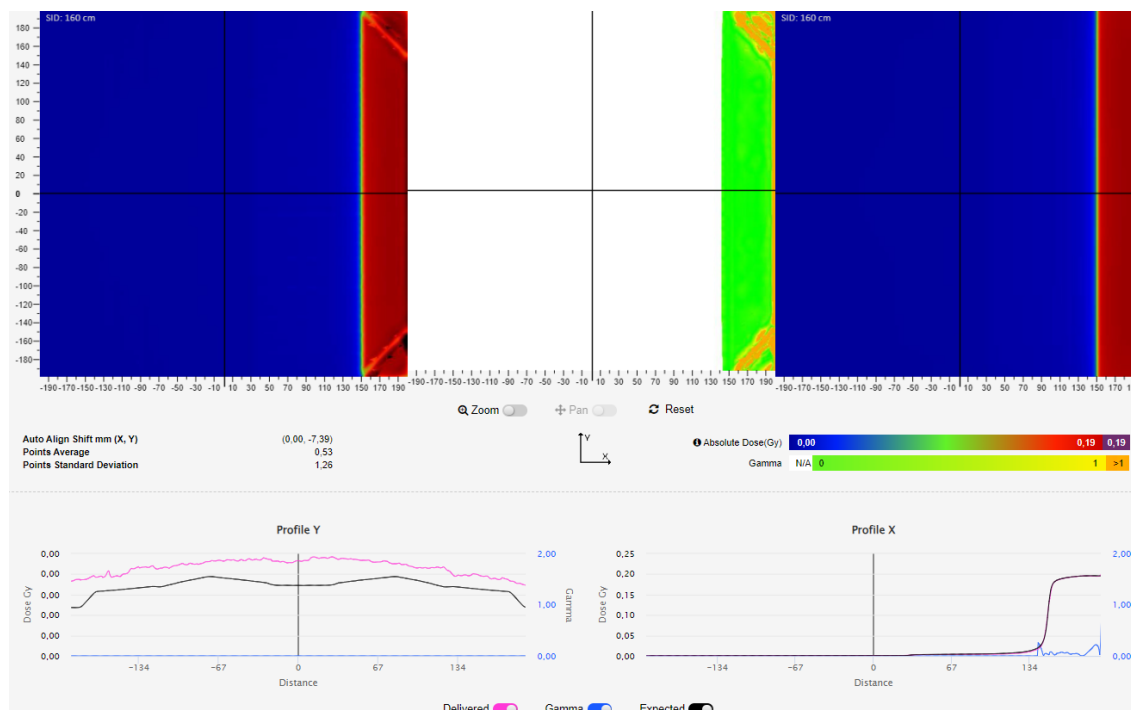 SID: 160 cm
SID: 160 cm
180
160
140
120
100
80
60
40
20
0
-20
-40
-60
-80
-100
-120
-140
-160
-180
-190-170-150-130-110 -90 -70 -50 -30 -10 10 30 50 70 90 110 130 150 170 190
-190-170-150-130-110 -90 -70 -50 -30 -10 10 30 50 70 90 110 130 150 170 190
-190-170-150-130-110 -90 -70 -50 -30 -10 10 30 50 70 90 110 130 150 170
Zoom Pan Reset
Auto Align Shift mm (X, Y) (0,00, -7,39)
Points Average 0,53
Points Standard Deviation 1,26
Y
X
Absolute Dose(Gy) 0,00 0,19 0,19
Gamma N/A 0 1 >1
Profile Y
0,00
0,00
0,00
0,00
0,00
0,00
Dose Gy
2,00
1,00
0,00
Gamma
-134 -67 0 67 134
Distance
Profile X
0,25
0,20
0,15
0,10
0,05
0,00
Dose Gy
2,00
1,00
0,00
-134 -67 0 67 134
Distance
Delivered Gamma Expected